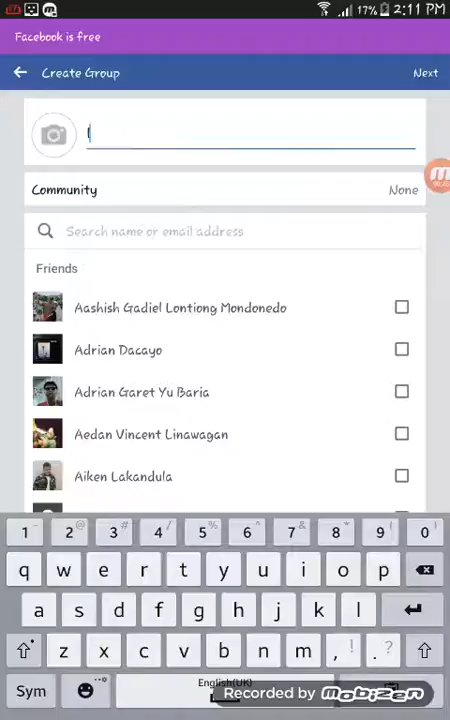 17% 2:11 PM
Facebook is free
Create Group
Next
Community
None
Search name or email address
Friends
Aashish Gadiel Lontiong Mondonedo
Adrian Dacayo
Adrian Garet Yu Baria
Aedan Vincent Linawagan
Aiken Lakandula
1 2 3 4 5 6 7 8 9 0
q w e r t y u i o p
a s d f g h j k l
z x c v b n m , ! . ?
Sym
English(UK)
Recorded by Mobizen